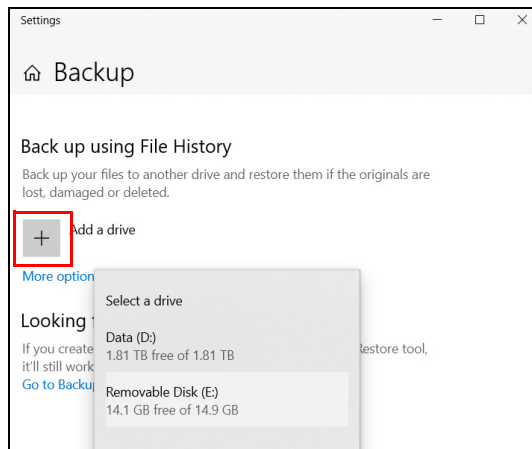 Settings
Backup
Back up using File History
Back up your files to another drive and restore them if the originals are
lost, damaged or deleted.
Add a drive
More option
Select a drive
Looking
Data (D:)
1.81 TB free of 1.81 TB
If you create
Restore tool,
it'll still work
Go to Backu
Removable Disk (E:)
14.1 GB free of 14.9 GB